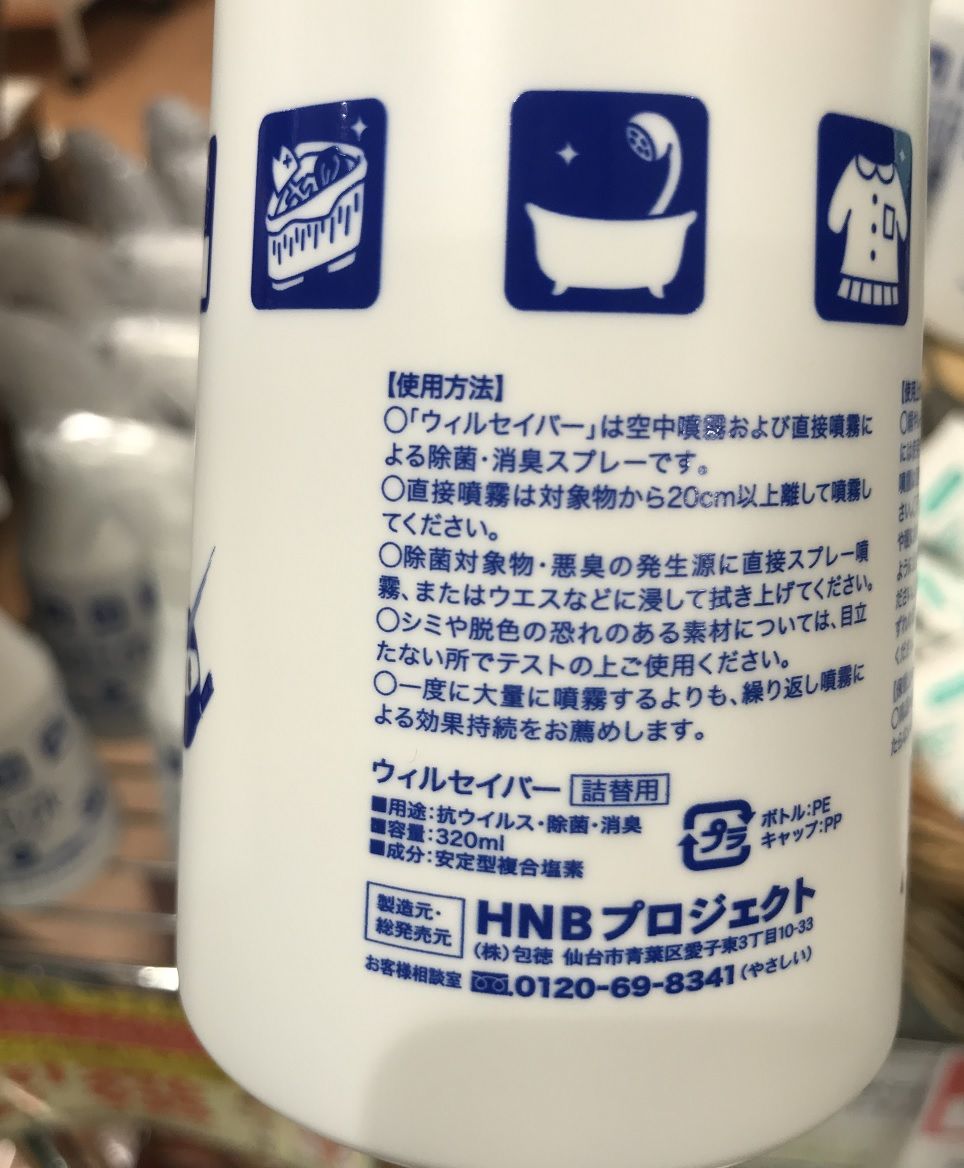 【使用方法】
○「ウィルセイバー」は空中噴霧および直接噴霧に
よる除菌・消臭スプレーです。
○直接噴霧は対象物から20cm以上離して噴霧し
てください。
○除菌対象物・悪臭の発生源に直接スプレー噴
霧、またはウエスなどに浸して拭き上げてください。
○シミや脱色の恐れのある素材については、目立
たない所でテストの上ご使用ください。
○一度に大量に噴霧するよりも、繰り返し噴霧に
よる効果持続をお薦めします。
ウィルセイバー 詰替用
■用途:抗ウイルス・除菌・消臭
■容量:320ml
■成分:安定型複合塩素
プラ
ボトル:PE
キャップ:PP
製造元・
総発売元
HNBプロジェクト
(株)包徳 仙台市青葉区愛子東3丁目10-33
お客様相談室 0120-69-8341(やさしい)